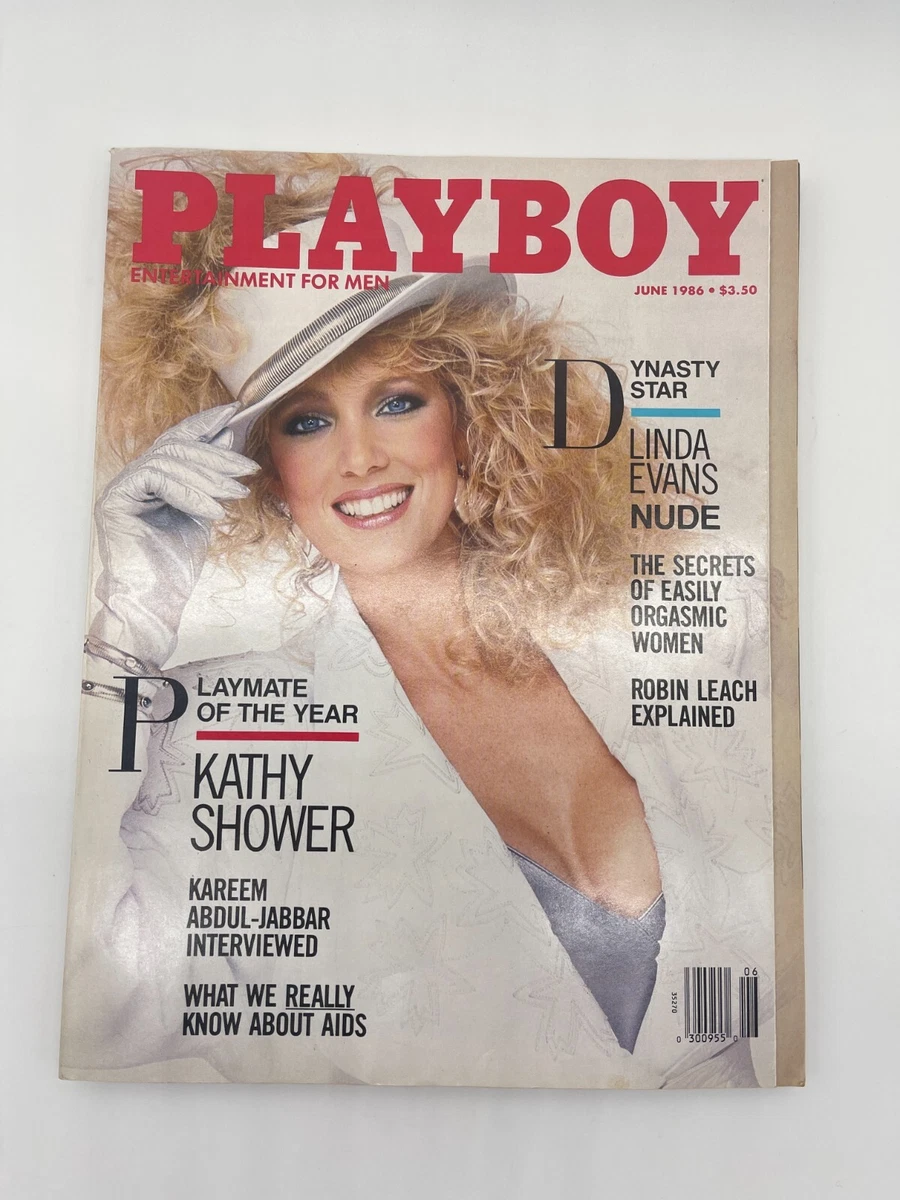 PLAYBOY
ENTERTAINMENT FOR MEN
JUNE 1986 • $3.50
DYNASTY
STAR
LINDA
EVANS
NUDE
THE SECRETS
OF EASILY
ORGASMIC
WOMEN
ROBIN LEACH
EXPLAINED
PLAYMATE
OF THE YEAR
KATHY
SHOWER
KAREEM
ABDUL-JABBAR
INTERVIEWED
WHAT WE REALLY
KNOW ABOUT AIDS
06
35270
0 300955 0